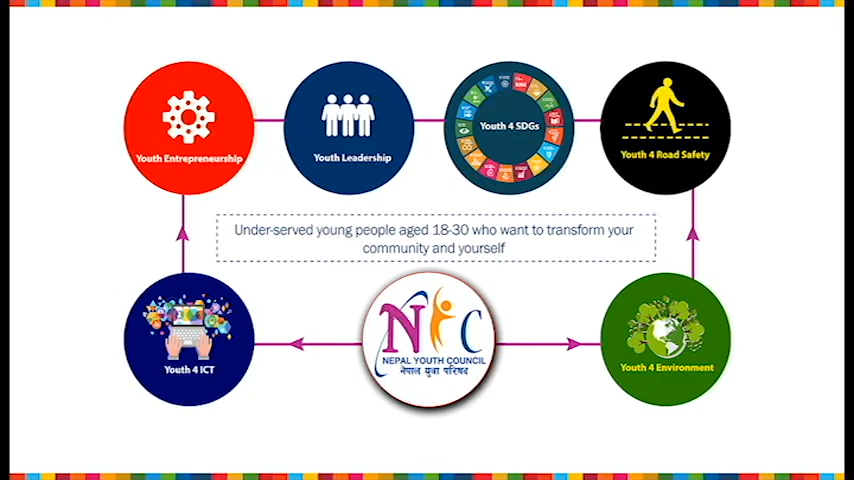 Youth Entrepreneurship
Youth Leadership
Youth 4 SDGs
Youth 4 Road Safety
Under-served young people aged 18-30 who want to transform your
community and yourself
Youth 4 ICT
NYC
NEPAL YOUTH COUNCIL
नेपाल युवा परिषद
Youth 4 Environment